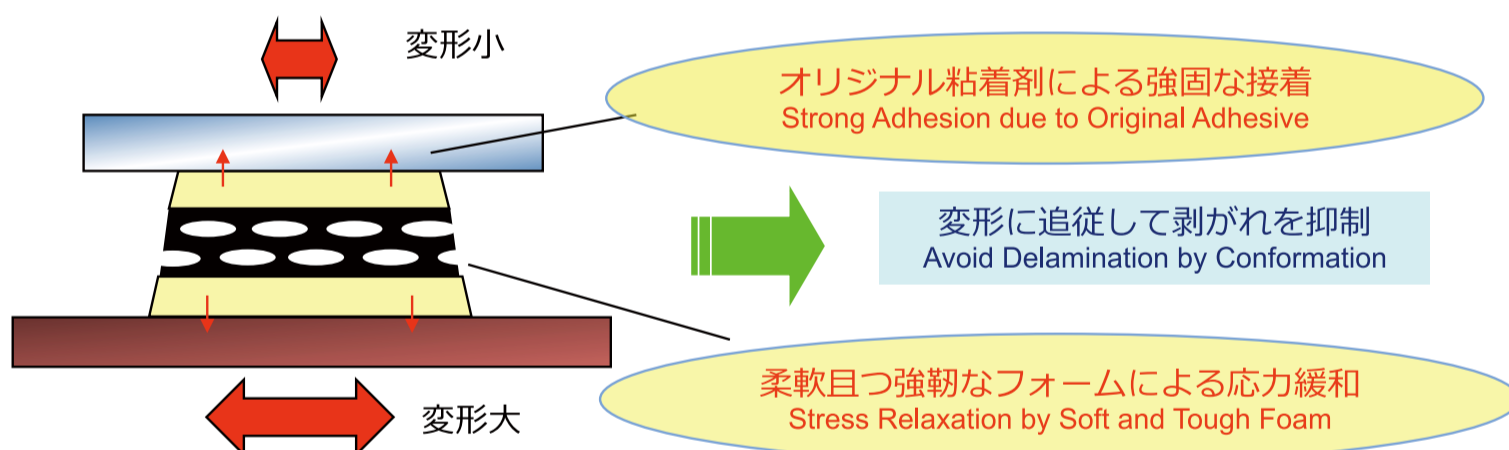 変形小
オリジナル粘着剤による強固な接着
Strong Adhesion due to Original Adhesive
変形に追従して剥がれを抑制
Avoid Delamination by Conformation
柔軟且つ強靭なフォームによる応力緩和
Stress Relaxation by Soft and Tough Foam
変形大